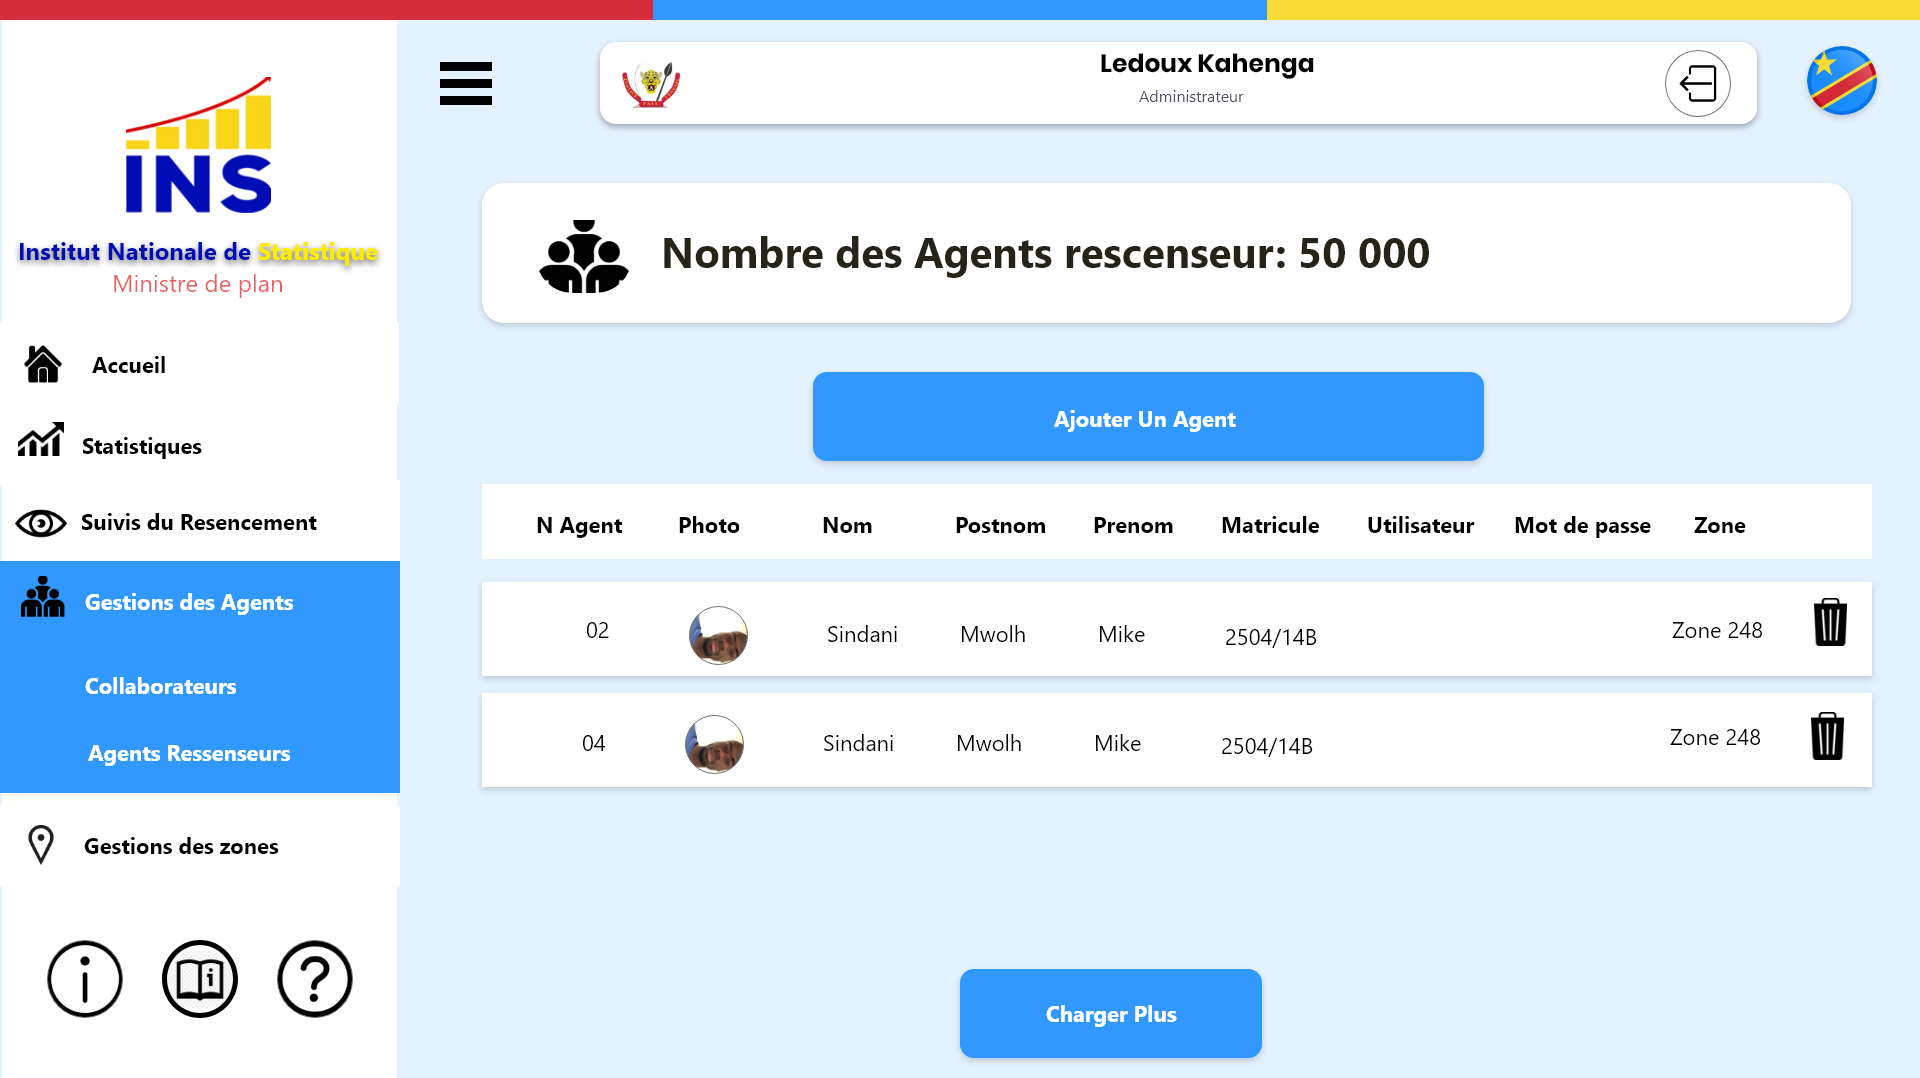 Ledoux Kahenga
Administrateur
INS
Institut Nationale de Statistique
Ministre de plan
Accueil
Statistiques
Suivis du Resencement
Gestions des Agents
Collaborateurs
Agents Ressenseurs
Gestions des zones
Nombre des Agents rescenseur: 50 000
Ajouter Un Agent
N Agent Photo Nom Postnom Prenom Matricule Utilisateur Mot de passe Zone
02 Sindani Mwolh Mike 2504/14B Zone 248
04 Sindani Mwolh Mike 2504/14B Zone 248
Charger Plus